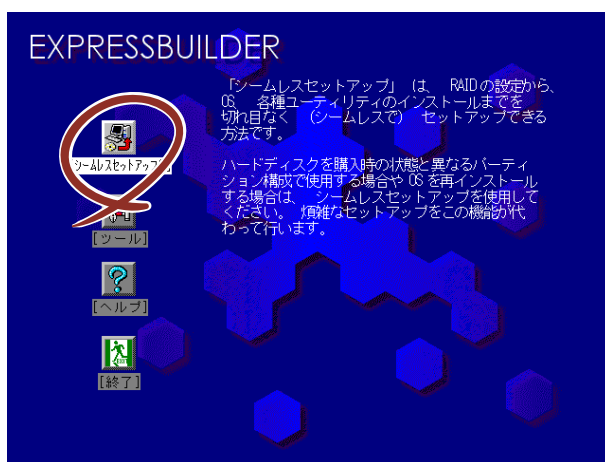 EXPRESSBUILDER
「シームレスセットアップ」 は、 RAIDの設定から、
OS、 各種ユーティリティのインストールまでを
切れ目なく (シームレスで) セットアップできる
方法です。
ハードディスクを購入時の状態と異なるパーティ
ション構成で使用する場合や OS を再インストール
する場合は、 シームレスセットアップを使用して
ください。 煩雑なセットアップをこの機能が代
わって行います。
シームレスセットアップ
[ツール]
[ヘルプ]
EXIT
[終了]